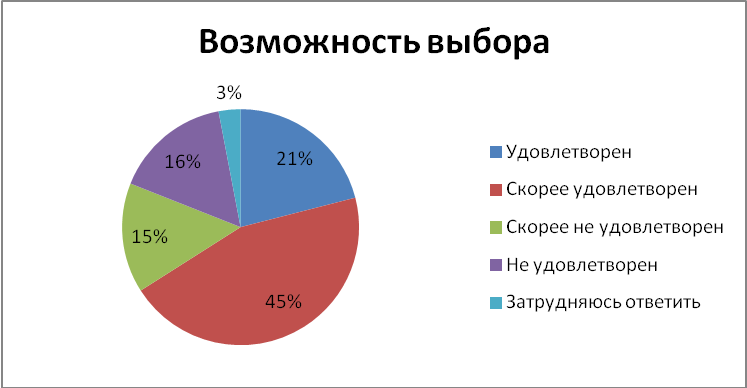 Возможность выбора
3%
21%
16%
15%
45%
Удовлетворен
Скорее удовлетворен
Скорее не удовлетворен
Не удовлетворен
Затрудняюсь ответить